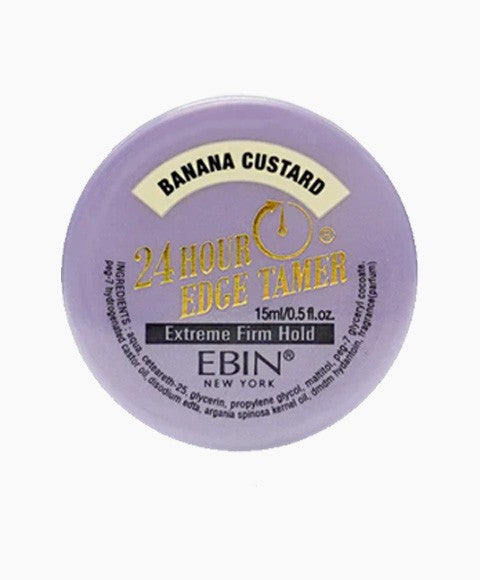 BANANA CUSTARD
24 HOUR
EDGE TAMER®
15ml/0.5 fl.oz.
Extreme Firm Hold
EBIN®
NEW YORK
INGREDIENTS : aqua, ceteareth-25, glycerin, propylene glycol, maltitol, peg-7 glyceryl cocoate,
peg-7 hydrogenated castor oil, disodium edta, argania spinosa kernel oil, dmdm hydantoin, fragrance(parfum)